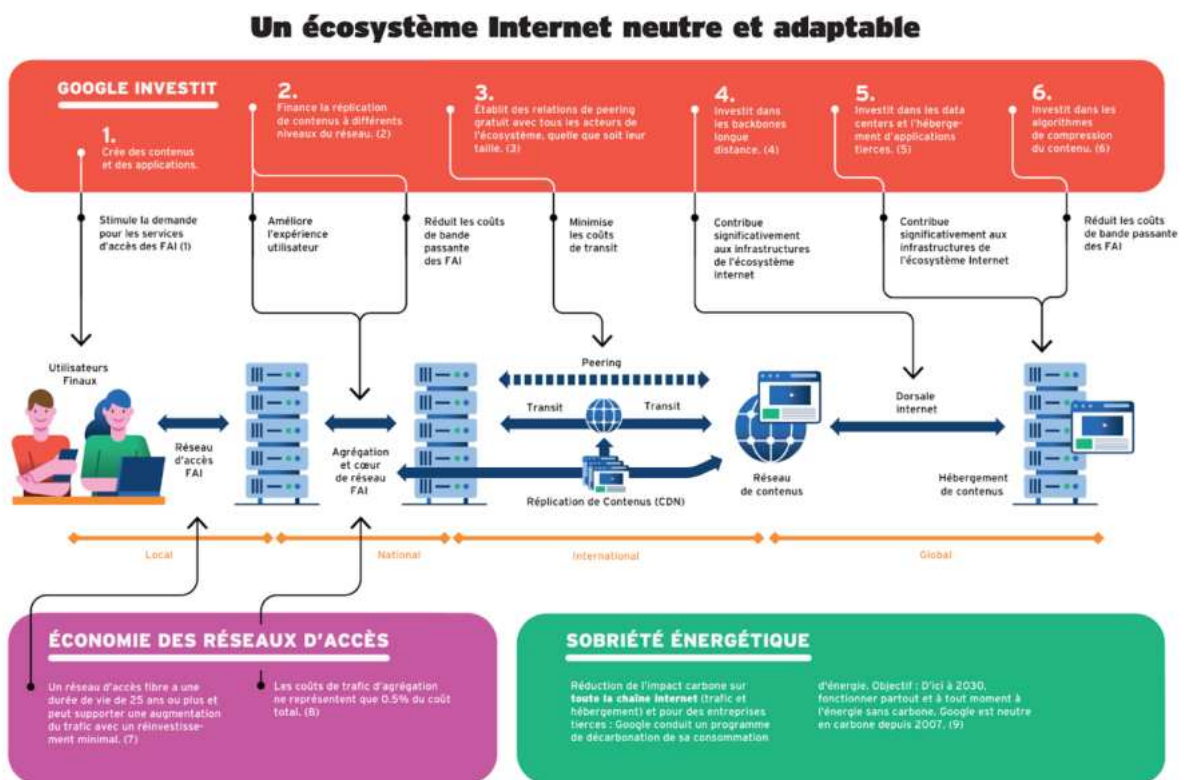 Un écosystème Internet neutre et adaptable
GOOGLE INVESTIT
1.
Crée des contenus
et des applications.
2.
Finance la réplication
de contenus à différents
niveaux du réseau. (2)
3.
Établit des relations de peering
gratuit avec tous les acteurs de
l'écosystème, quelle que soit leur
taille. (3)
4.
Investit dans
les backbones
longue
distance. (4)
5.
Investit dans les data
centers et l'héberge-
ment d'applications
tierces. (5)
6.
Investit dans les
algorithmes
de compression
du contenu. (6)
Stimule la demande
pour les services
d'accès des FAI (1)
Améliore
l'expérience
utilisateur
Réduit les coûts
de bande
passante
des FAI
Minimise
les coûts
de transit
Contribue
significativement
aux infrastructures
de l'écosystème
internet
Contribue
significativement aux
infrastructures de
l'écosystème Internet
Réduit les coûts
de bande passante
des FAI
Utilisateurs
Finaux
Réseau
d'accès
FAI
Agrégation
et cœur
de réseau
FAI
Peering
Transit
Transit
Réplication de Contenus (CDN)
Réseau
de contenus
Dorsale
internet
Hébergement
de contenus
Local
National
International
Global
ÉCONOMIE DES RÉSEAUX D'ACCÈS
Un réseau d'accès fibre a une
durée de vie de 25 ans ou plus et
peut supporter une augmentation
du trafic avec un réinvestisse-
ment minimal. (7)
Les coûts de trafic d'agrégation
ne représentent que 0.5% du coût
total. (8)
SOBRIÉTÉ ÉNERGÉTIQUE
Réduction de l'impact carbone sur
toute la chaîne internet (trafic et
hébergement) et pour des entreprises
tierces : Google conduit un programme
de décarbonation de sa consommation
d'énergie. Objectif : D'ici à 2030,
fonctionner partout et à tout moment à
l'énergie sans carbone. Google est neutre
en carbone depuis 2007. (9)